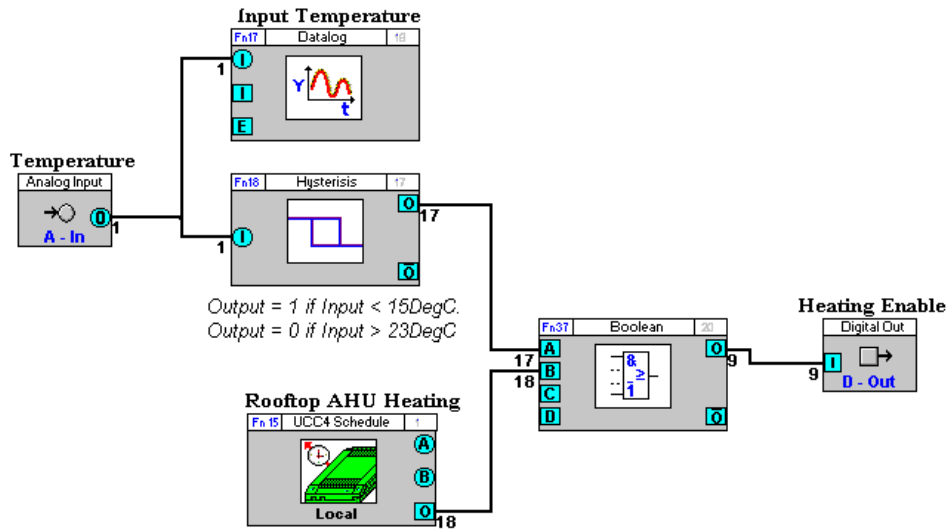 Input Temperature
Fn17 Datalog 18
1 I
Y
t
I
E
Temperature
Analog Input
O
A - In
1
Fn18 Hysterisis 17
O
17
1 I
O
Output = 1 if Input < 15DegC.
Output = 0 if Input > 23DegC
Fn37 Boolean 20
A
17
B
18
C
D
&
≥
1
O
9
O
Heating Enable
Digital Out
I
9
D - Out
Rooftop AHU Heating
Fn 15 UCC4 Schedule 1
A
B
O
18
Local